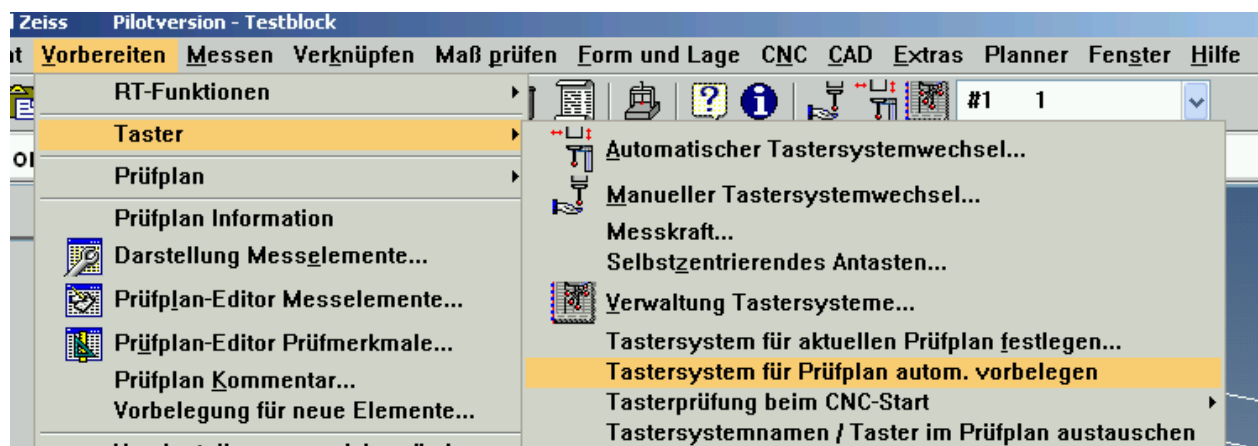 Zeiss Pilotversion - Testblock
Vorbereiten Messen Verknüpfen Maß prüfen Form und Lage CNC CAD Extras Planner Fenster Hilfe
#1 1
RT-Funktionen
Taster
Prüfplan
Prüfplan Information
Darstellung Messelemente...
Prüfplan-Editor Messelemente...
Prüfplan-Editor Prüfmerkmale...
Prüfplan Kommentar...
Vorbelegung für neue Elemente...
Automatischer Tastersystemwechsel...
Manueller Tastersystemwechsel...
Messkraft...
Selbstzentrierendes Antasten...
Verwaltung Tastersysteme...
Tastersystem für aktuellen Prüfplan festlegen...
Tastersystem für Prüfplan autom. vorbelegen
Tasterprüfung beim CNC-Start
Tastersystemnamen / Taster im Prüfplan austauschen